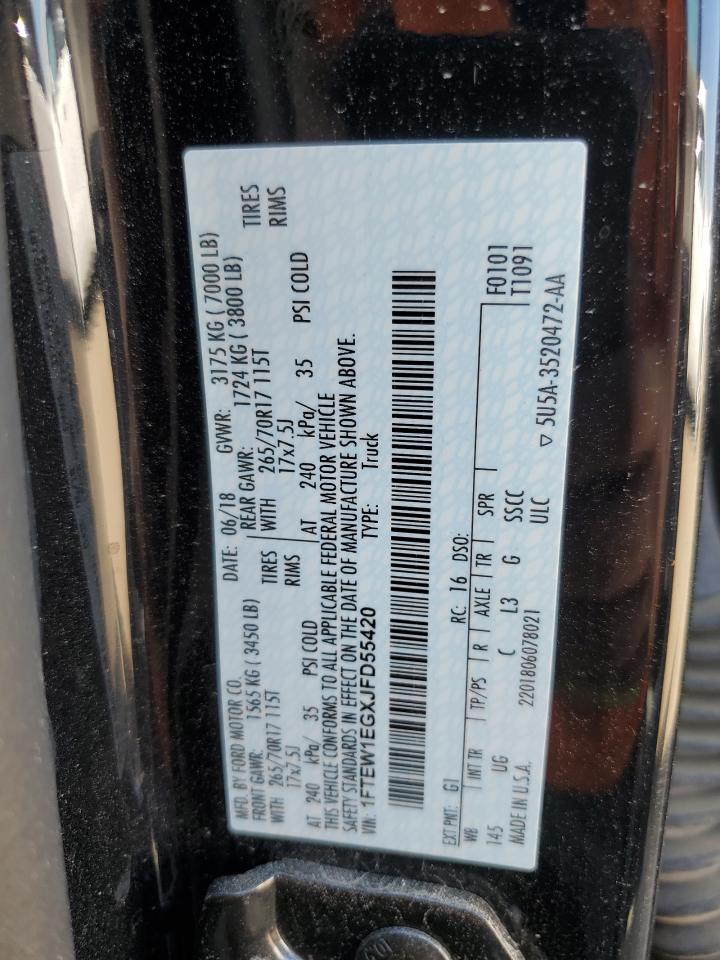 MFD. BY FORD MOTOR CO. DATE: 06/18 GVWR: 3175 KG ( 7000 LB)
FRONT GAWR: 1565 KG ( 3450 LB) REAR GAWR: 1724 KG ( 3800 LB)
WITH 265/70R17 115T TIRES WITH 265/70R17 115T TIRES
17x7.5J RIMS 17x7.5J RIMS
AT 240 kPa/ 35 PSI COLD AT 240 kPa/ 35 PSI COLD
THIS VEHICLE CONFORMS TO ALL APPLICABLE FEDERAL MOTOR VEHICLE
SAFETY STANDARDS IN EFFECT ON THE DATE OF MANUFACTURE SHOWN ABOVE.
VIN: 1FTEW1EGXJFD55420 TYPE: Truck
EXT PNT: G1 RC: 16 DSO:
WB INT TR TP/PS R AXLE TR SPR F0101
145 UG C L3 G SSCC T1091
2201806078021 ULC
MADE IN U.S.A. ▽ 5U5A-3520472-AA